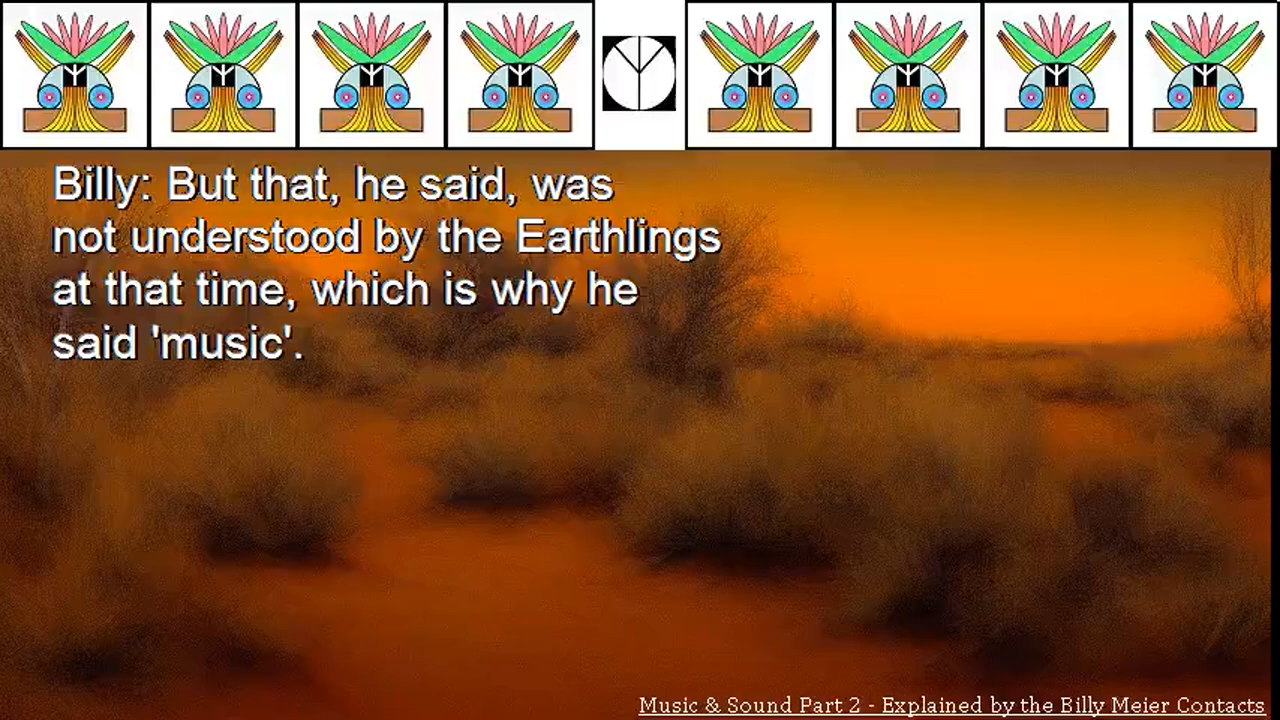 Billy: But that, he said, was
not understood by the Earthlings
at that time, which is why he
said 'music'.
Music & Sound Part 2 - Explained by the Billy Meier Contacts